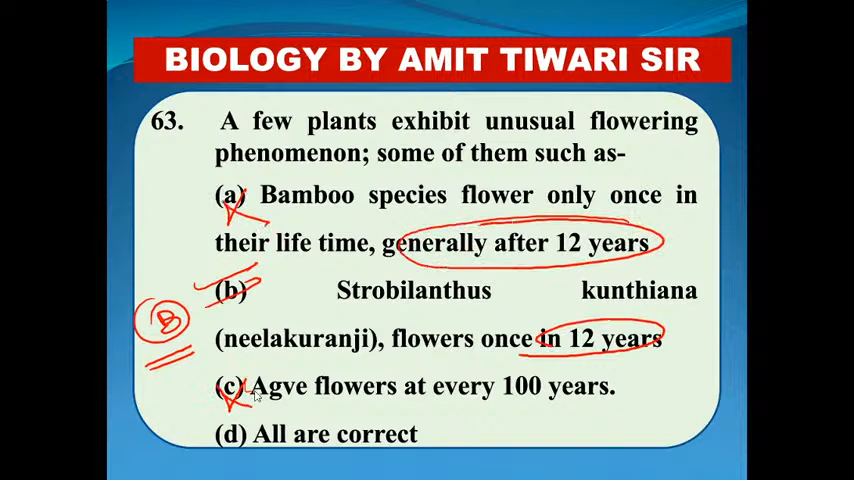 BIOLOGY BY AMIT TIWARI SIR
63. A few plants exhibit unusual flowering
phenomenon; some of them such as-
(a) Bamboo species flower only once in
their life time, generally after 12 years
(b) Strobilanthus kunthiana
B
(neelakuranji), flowers once in 12 years
(c) Agve flowers at every 100 years.
(d) All are correct